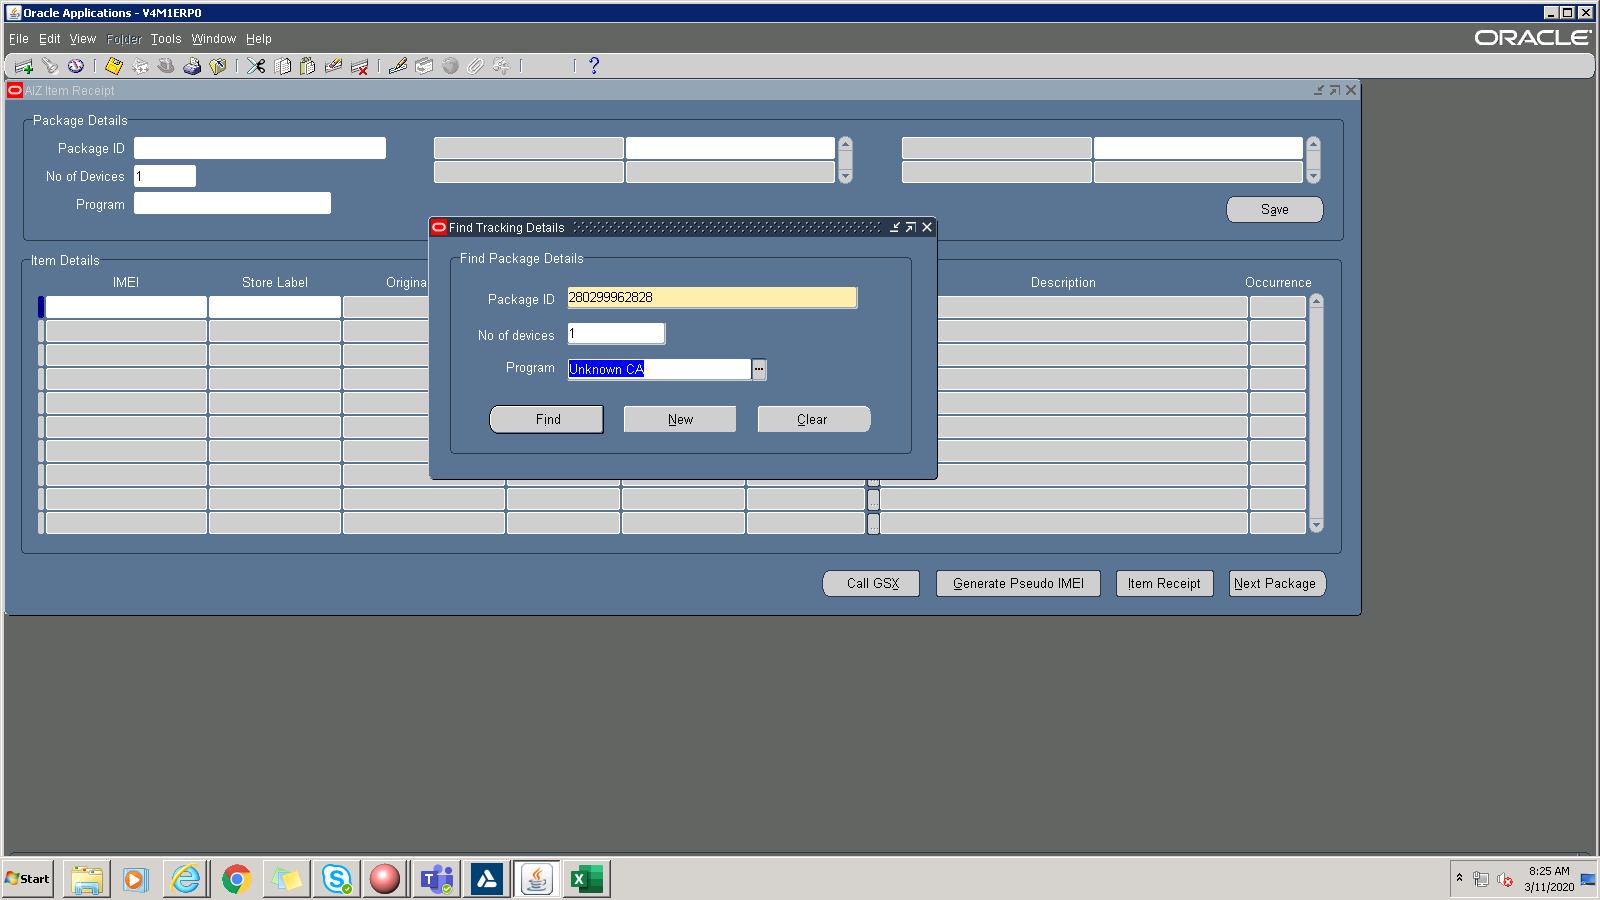 Oracle Applications - V4M1ERP0
File Edit View Folder Tools Window Help
ORACLE
?
AIZ Item Receipt
Package Details
Package ID
No of Devices 1
Program
Save
Find Tracking Details
Find Package Details
Package ID 280299962828
No of devices 1
Program Unknown CA ...
Find New Clear
Item Details
IMEI Store Label Origina Description Occurrence
Call GSX Generate Pseudo IMEI Item Receipt Next Package
Start
8:25 AM
3/11/2020